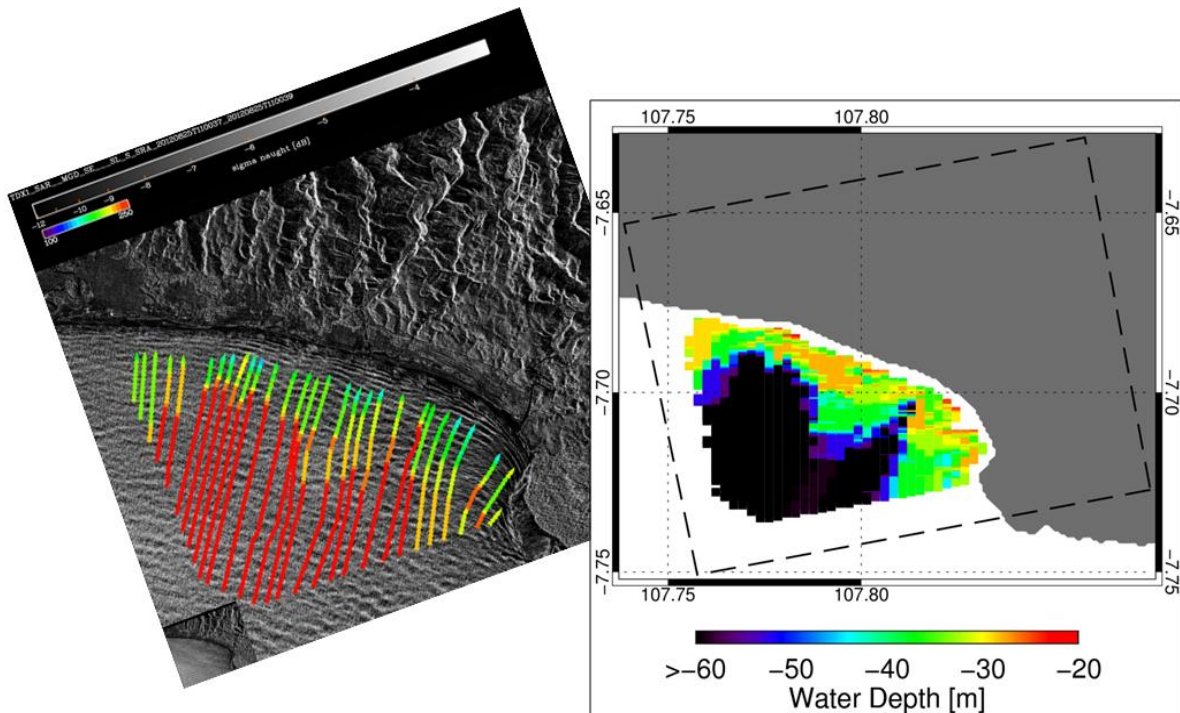 TDX1_SAR__MGD_SE___SL_S_SRA_20120825T110037_20120825T110039
-12 -10 -9 -8 -7 -6 -5 -4
sigma naught [dB]
100 250
107.75 107.80
-7.65 -7.65
-7.70 -7.70
-7.75 -7.75
107.75 107.80
>-60 -50 -40 -30 -20
Water Depth [m]